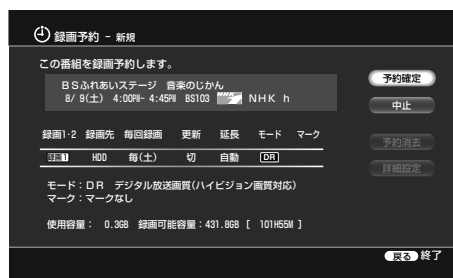 録画予約 - 新規
この番組を録画予約します。
BSふれあいステージ 音楽のじかん
8/ 9(土) 4:00PM- 4:45PM BS103 NHK h
予約確定
中止
予約消去
詳細設定
録画1·2 録画先 毎回録画 更新 延長 モード マーク
録画1 HDD 毎(土) 切 自動 DR
モード：DR デジタル放送画質(ハイビジョン画質対応)
マーク：マークなし
使用容量： 0.3GB 録画可能容量：431.8GB [ 101H55M ]
戻る 終了